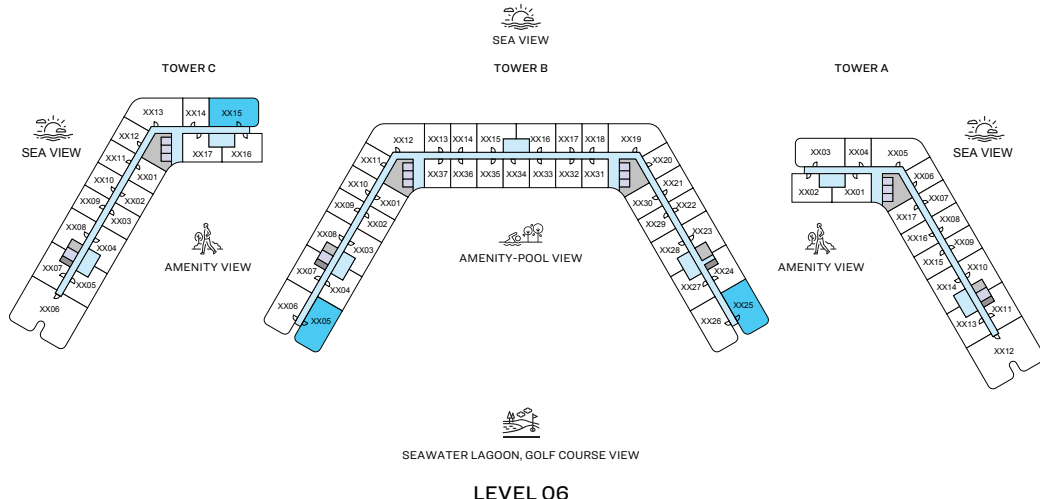 SEA VIEW
TOWER C
TOWER B
TOWER A
XX13
XX14
XX15
XX12
XX11
XX10
XX09
XX08
XX07
XX06
XX17
XX16
XX01
XX02
XX03
XX04
XX05
SEA VIEW
AMENITY VIEW
XX12
XX13
XX14
XX15
XX16
XX17
XX18
XX19
XX11
XX10
XX09
XX08
XX07
XX06
XX37
XX36
XX35
XX34
XX33
XX32
XX31
XX01
XX02
XX03
XX04
XX05
XX20
XX21
XX22
XX23
XX24
XX25
XX30
XX29
XX28
XX27
XX26
AMENITY-POOL VIEW
XX03
XX04
XX05
XX02
XX01
XX06
XX07
XX08
XX09
XX10
XX11
XX12
XX17
XX16
XX15
XX14
XX13
SEA VIEW
AMENITY VIEW
SEAWATER LAGOON, GOLF COURSE VIEW
LEVEL 06